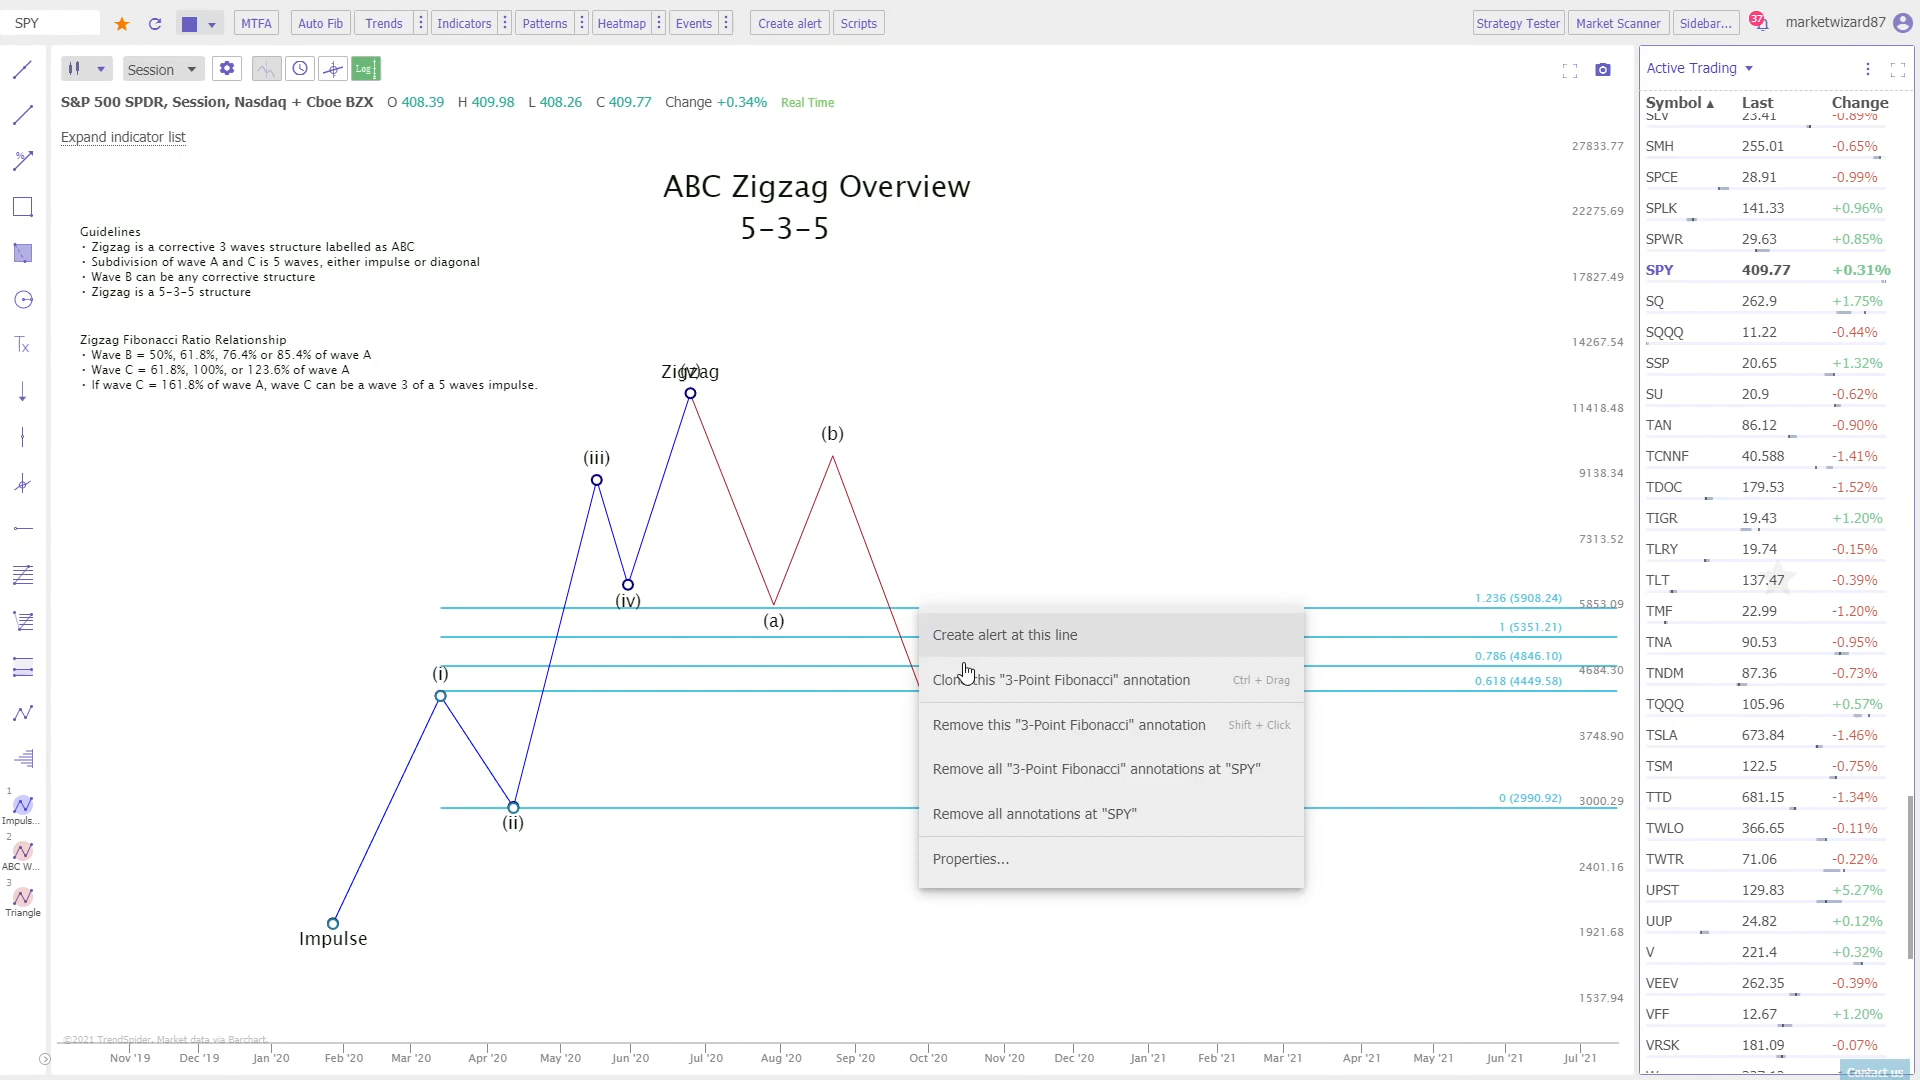 SPY
MTFA
Auto Fib
Trends
Indicators
Patterns
Heatmap
Events
Create alert
Scripts
Strategy Tester
Market Scanner
Sidebar...
37
marketwizard87
Session
Log
S&P 500 SPDR, Session, Nasdaq + Cboe BZX O 408.39 H 409.98 L 408.26 C 409.77 Change +0.34% Real Time
Expand indicator list
ABC Zigzag Overview
5-3-5
Guidelines
· Zigzag is a corrective 3 waves structure labelled as ABC
· Subdivision of wave A and C is 5 waves, either impulse or diagonal
· Wave B can be any corrective structure
· Zigzag is a 5-3-5 structure
Zigzag Fibonacci Ratio Relationship
· Wave B = 50%, 61.8%, 76.4% or 85.4% of wave A
· Wave C = 61.8%, 100%, or 123.6% of wave A
· If wave C = 161.8% of wave A, wave C can be a wave 3 of a 5 waves impulse.
Zigzag
(v)
(b)
(iii)
(iv)
(a)
(i)
(ii)
Impulse
1.236 (5908.24)
1 (5351.21)
0.786 (4846.10)
0.618 (4449.58)
0 (2990.92)
Create alert at this line
Clone this "3-Point Fibonacci" annotation Ctrl + Drag
Remove this "3-Point Fibonacci" annotation Shift + Click
Remove all "3-Point Fibonacci" annotations at "SPY"
Remove all annotations at "SPY"
Properties...
27833.77
22275.69
17827.49
14267.54
11418.48
9138.34
7313.52
5853.09
4684.30
3748.90
3000.29
2401.16
1921.68
1537.94
Tx
%
1
Impuls...
2
ABC W...
3
Triangle
©2021 TrendSpider. Market data via Barchart.
Nov '19 Dec '19 Jan '20 Feb '20 Mar '20 Apr '20 May '20 Jun '20 Jul '20 Aug '20 Sep '20 Oct '20 Nov '20 Dec '20 Jan '21 Feb '21 Mar '21 Apr '21 May '21 Jun '21 Jul '21
Active Trading
Symbol Last Change
SLV 23.41 -0.89%
SMH 255.01 -0.65%
SPCE 28.91 -0.99%
SPLK 141.33 +0.96%
SPWR 29.63 +0.85%
SPY 409.77 +0.31%
SQ 262.9 +1.75%
SQQQ 11.22 -0.44%
SSP 20.65 +1.32%
SU 20.9 -0.62%
TAN 86.12 -0.90%
TCNNF 40.588 -1.41%
TDOC 179.53 -1.52%
TIGR 19.43 +1.20%
TLRY 19.74 -0.15%
TLT 137.47 -0.39%
TMF 22.99 -1.20%
TNA 90.53 -0.95%
TNDM 87.36 -0.73%
TQQQ 105.96 +0.57%
TSLA 673.84 -1.46%
TSM 122.5 -0.75%
TTD 681.15 -1.34%
TWLO 366.65 -0.11%
TWTR 71.06 -0.22%
UPST 129.83 +5.27%
UUP 24.82 +0.12%
V 221.4 +0.32%
VEEV 262.35 -0.39%
VFF 12.67 +1.20%
VRSK 181.09 -0.07%
Contact us